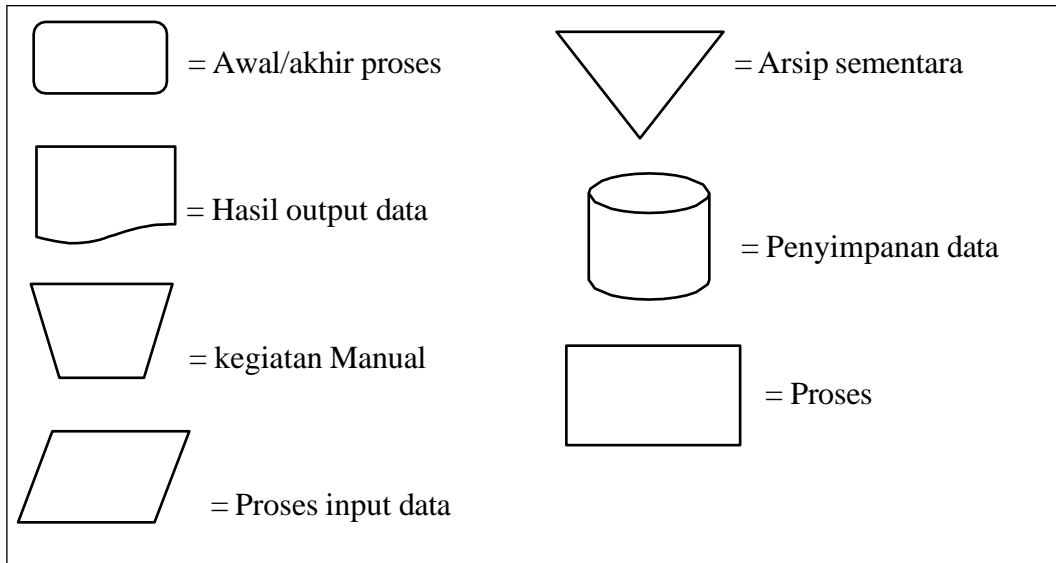 = Awal/akhir proses
= Hasil output data
= kegiatan Manual
= Proses input data
= Arsip sementara
= Penyimpanan data
= Proses